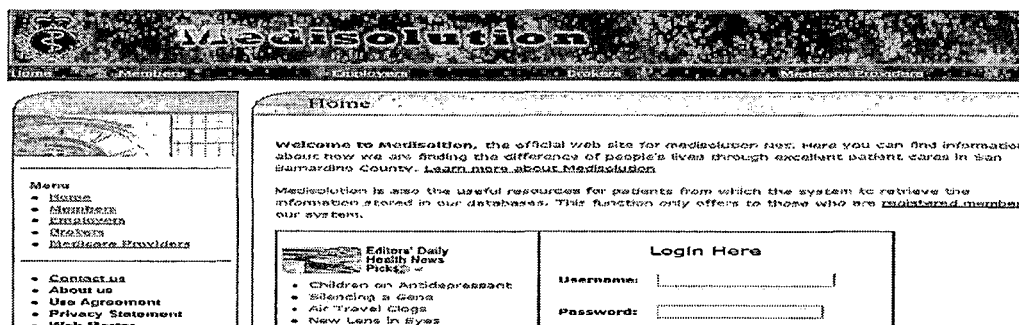 Medisolution
Home Members Employers Brokers Medicare Providers
Home
Welcome to Medisoltion, the official web site for medisolution net. Here you can find information
about how we are finding the difference of people's lives through excellent patient cares in San
Bernardino County. Learn more about Medisolution
Medisolution is also the useful resources for patients from which the system to retrieve the
information stored in our databases. This function only offers to those who are registered member
our system.
Menu
Home
Members
Employers
Brokers
Medicare Providers
Contact us
About us
Use Agreement
Privacy Statement
Web Master
Editors' Daily
Health News
Picks
Children on Antidepressant
Silencing a Gene
Air Travel Clogs
New Lens in Eyes
Login Here
Username:
Password: